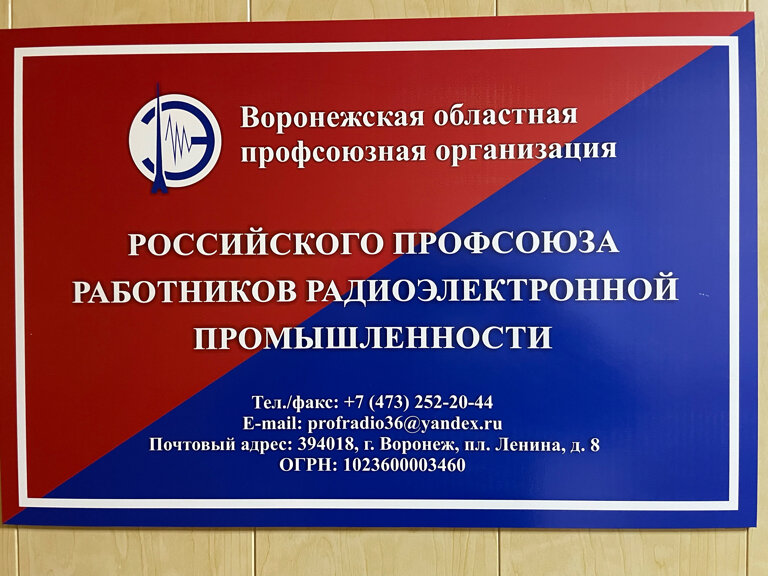 Воронежская областная
профсоюзная организация
РОССИЙСКОГО ПРОФСОЮЗА
РАБОТНИКОВ РАДИОЭЛЕКТРОННОЙ
ПРОМЫШЛЕННОСТИ
Тел./факс: +7 (473) 252-20-44
E-mail: profradio36@yandex.ru
Почтовый адрес: 394018, г. Воронеж, пл. Ленина, д. 8
ОГРН: 1023600003460